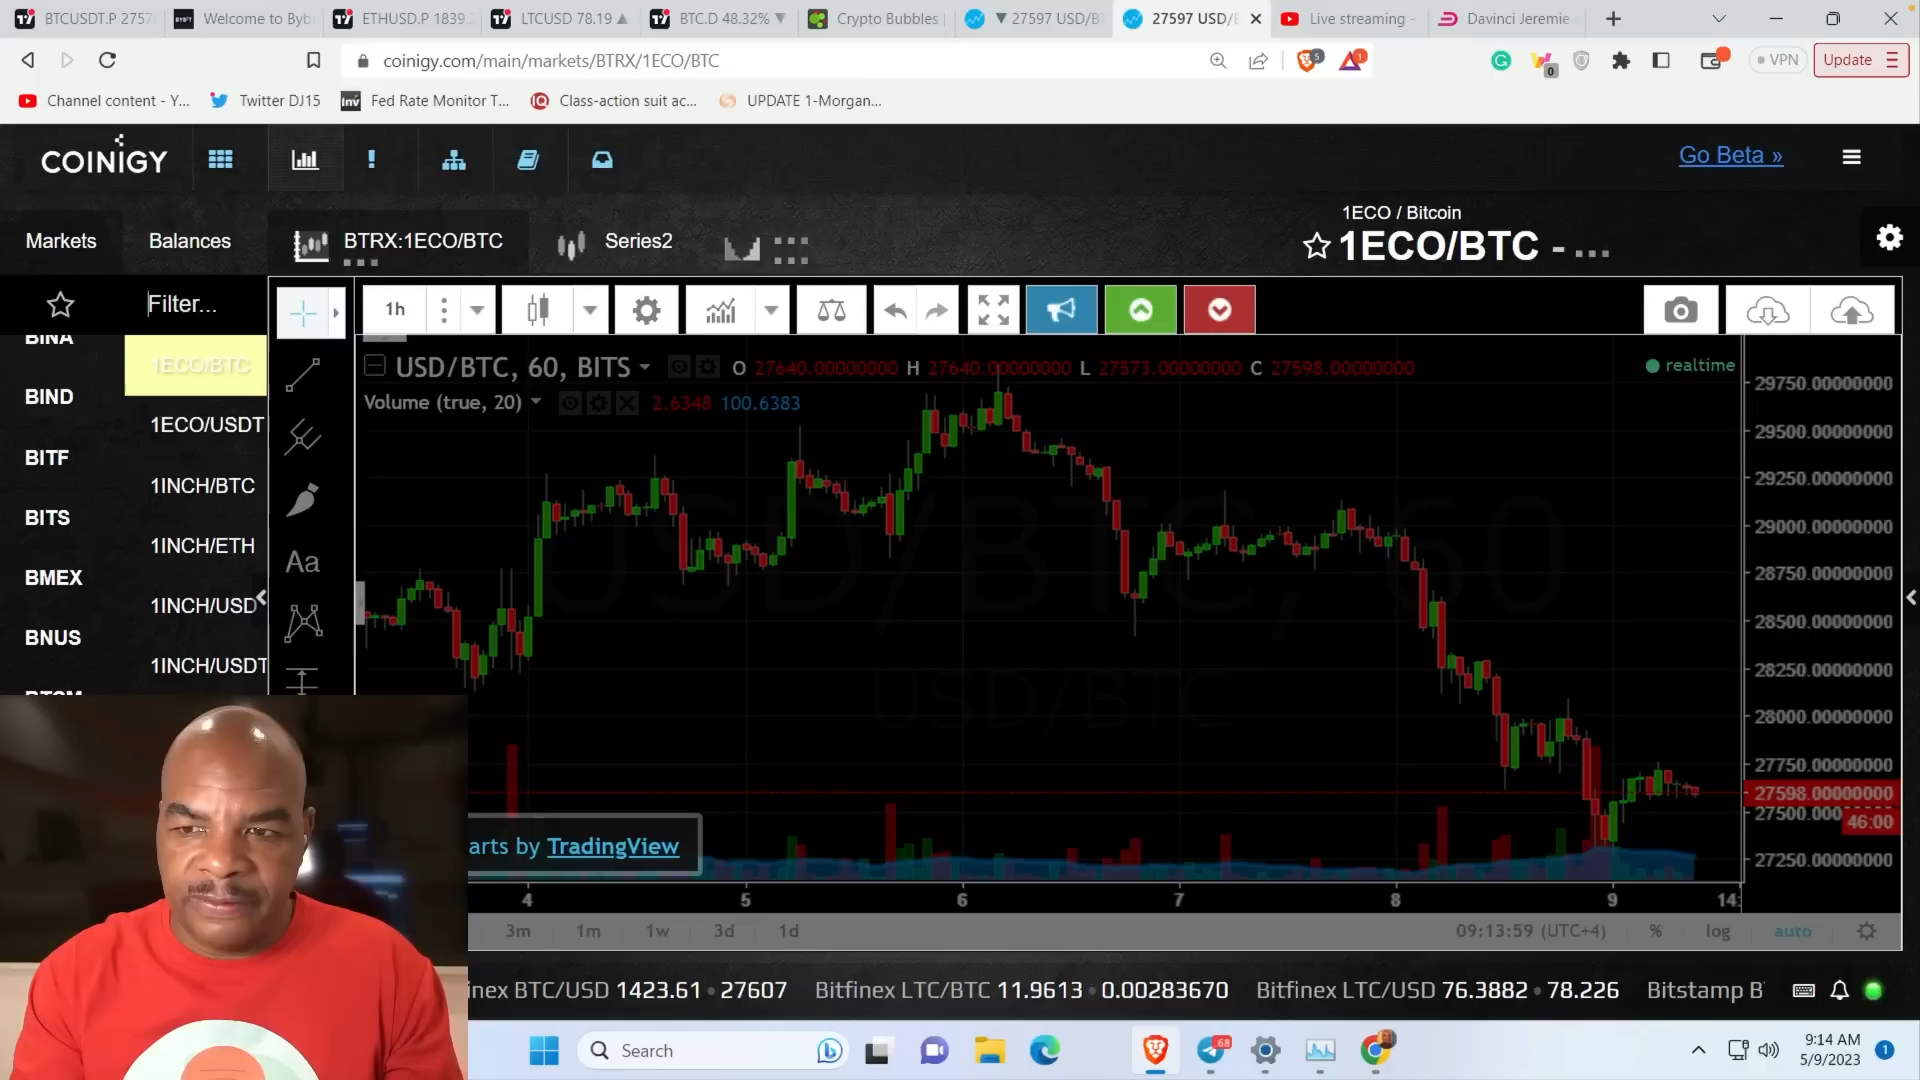 BTCUSDT.P 2757
Welcome to Byb
ETHUSD.P 1839.
LTCUSD 78.19
BTC.D 48.32%
Crypto Bubbles
27597 USD/BT
27597 USD/B
Live streaming -
Davinci Jeremie
coinigy.com/main/markets/BTRX/1ECO/BTC
VPN
Update
Channel content - Y...
Twitter DJ15
Fed Rate Monitor T...
Class-action suit ac...
UPDATE 1-Morgan...
COINIGY
Go Beta »
1ECO / Bitcoin
Markets
Balances
BTRX:1ECO/BTC
Series2
1ECO/BTC - ...
Filter...
1h
BINA
1ECO/BTC
USD/BTC, 60, BITS
O 27640.00000000 H 27640.00000000 L 27573.00000000 C 27598.00000000
realtime
Volume (true, 20)
2.6348 100.6383
BIND
1ECO/USDT
BITF
1INCH/BTC
BITS
1INCH/ETH
BMEX
1INCH/USD
BNUS
1INCH/USDT
Aa
USD/BTC, 60
USD/BTC
29750.00000000
29500.00000000
29250.00000000
29000.00000000
28750.00000000
28500.00000000
28250.00000000
28000.00000000
27750.00000000
27598.00000000
27500.000
46:00
27250.00000000
arts by TradingView
4 5 6 7 8 9 14:
3m 1m 1w 3d 1d
09:13:59 (UTC+4)
% log auto
inex BTC/USD 1423.61 • 27607
Bitfinex LTC/BTC 11.9613 • 0.00283670
Bitfinex LTC/USD 76.3882 • 78.226
Bitstamp B
Search
68
9:14 AM
5/9/2023
1